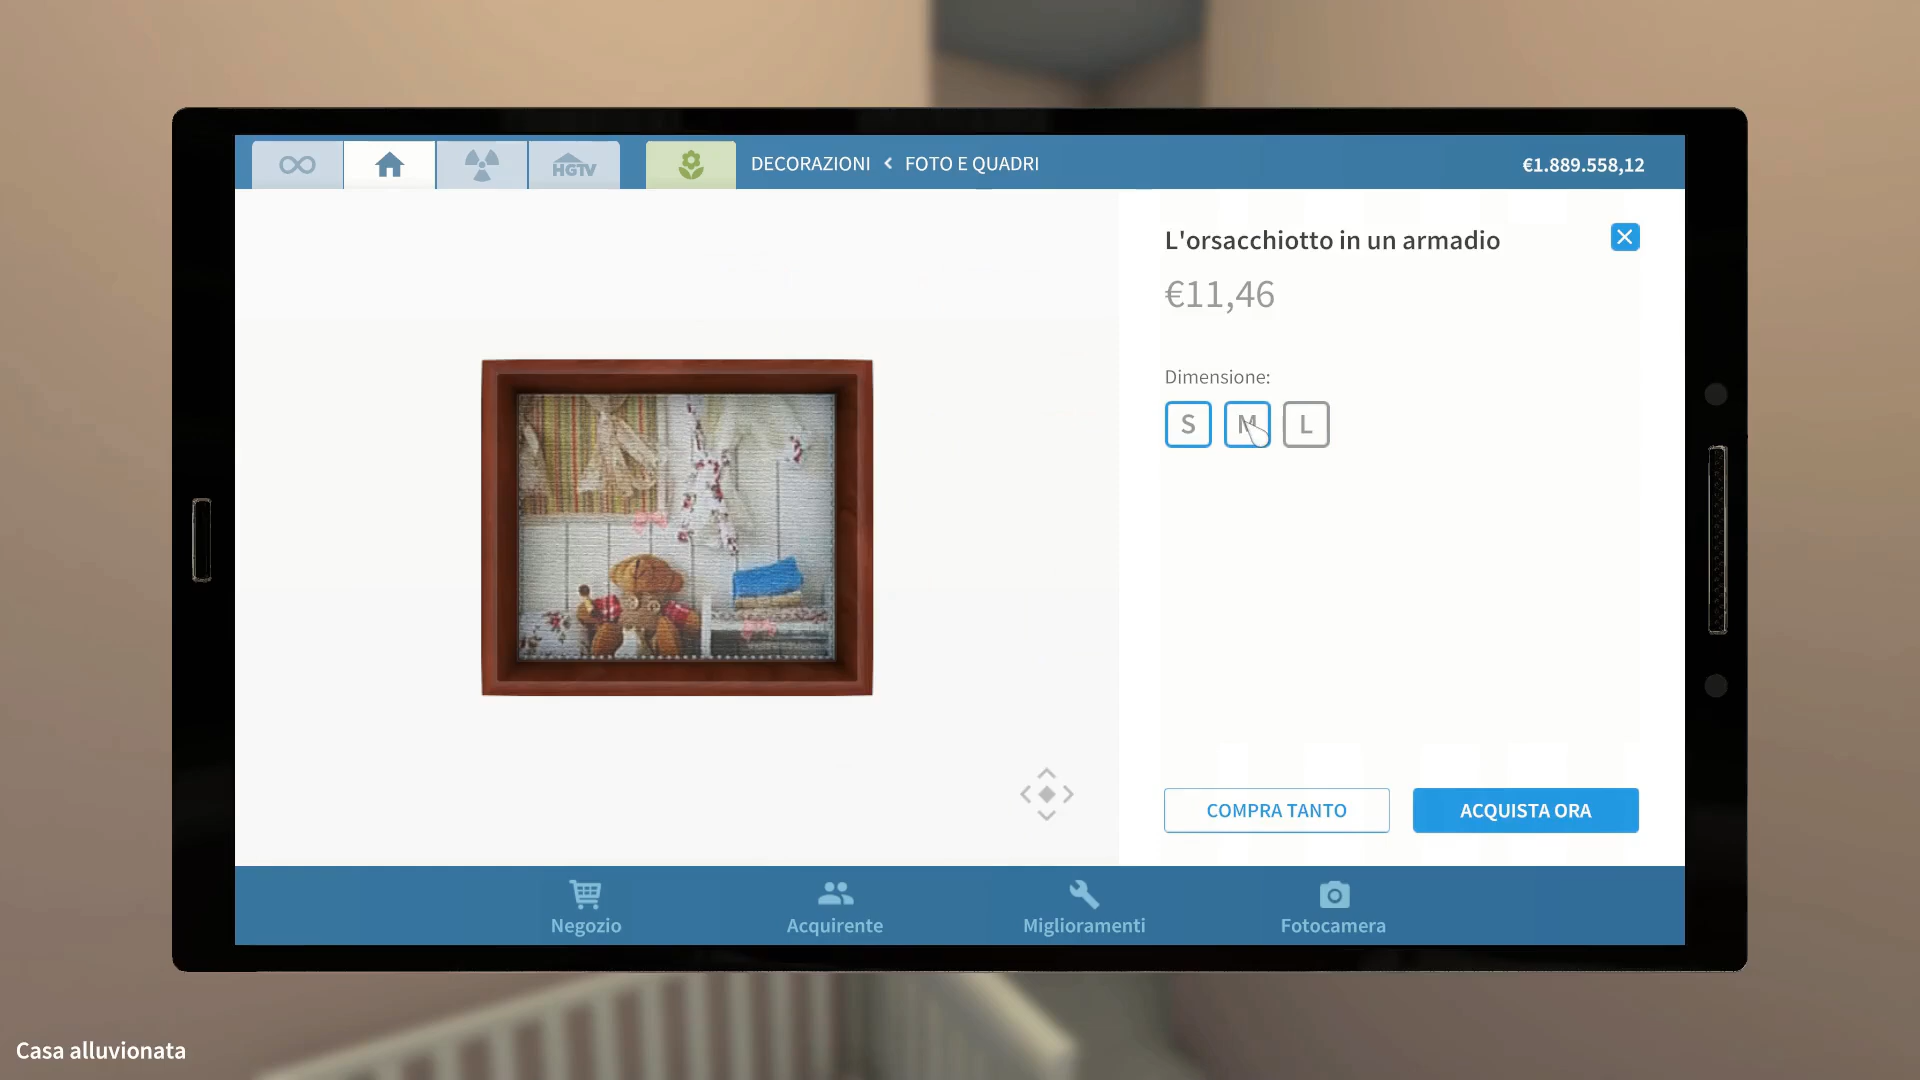 HGTV
DECORAZIONI < FOTO E QUADRI
€1.889.558,12
L'orsacchiotto in un armadio
€11,46
Dimensione:
S M L
COMPRA TANTO
ACQUISTA ORA
Negozio
Acquirente
Miglioramenti
Fotocamera
Casa alluvionata